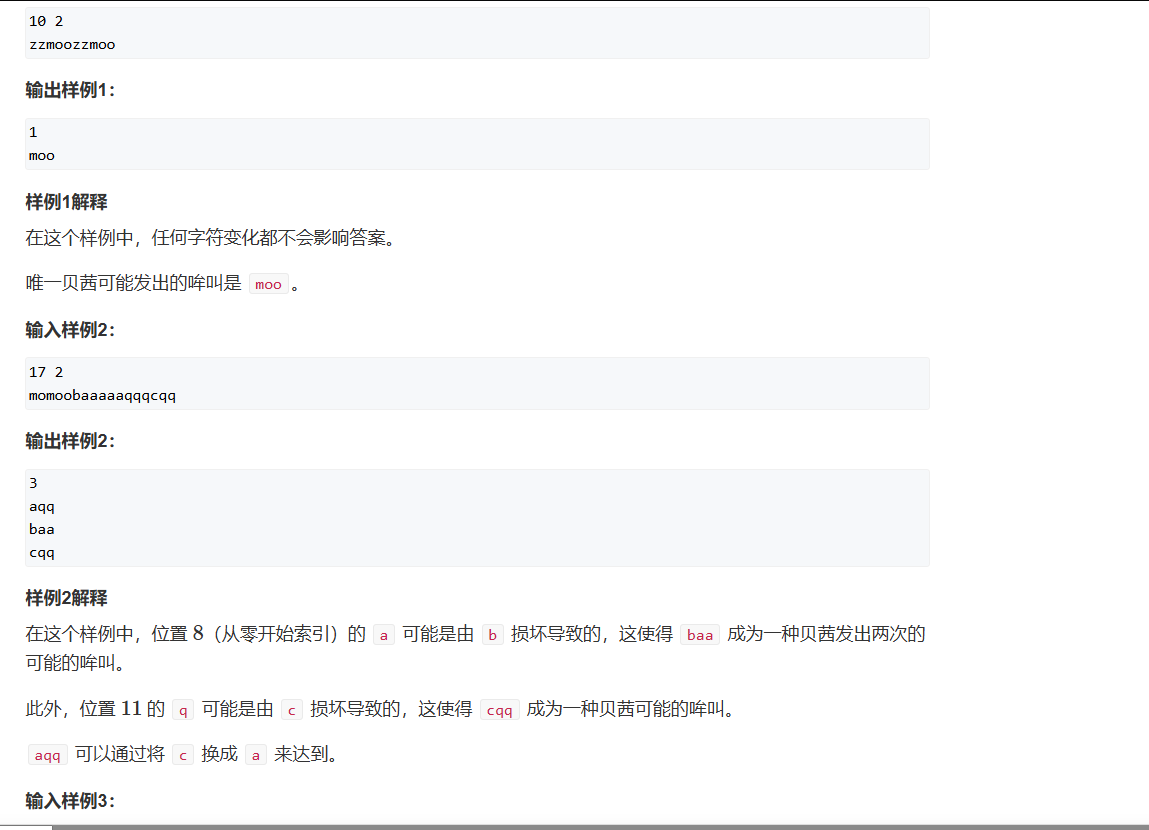 10 2
zzmoozzmoo
输出样例1：
1
moo
样例1解释
在这个样例中，任何字符变化都不会影响答案。
唯一贝茜可能发出的哞叫是 moo 。
输入样例2：
17 2
momoobaaaaaqqqcqq
输出样例2：
3
aqq
baa
cqq
样例2解释
在这个样例中，位置 8（从零开始索引）的 a 可能是由 b 损坏导致的，这使得 baa 成为一种贝茜发出两次的
可能的哞叫。
此外，位置 11 的 q 可能是由 c 损坏导致的，这使得 cqq 成为一种贝茜可能的哞叫。
aqq 可以通过将 c 换成 a 来达到。
输入样例3：